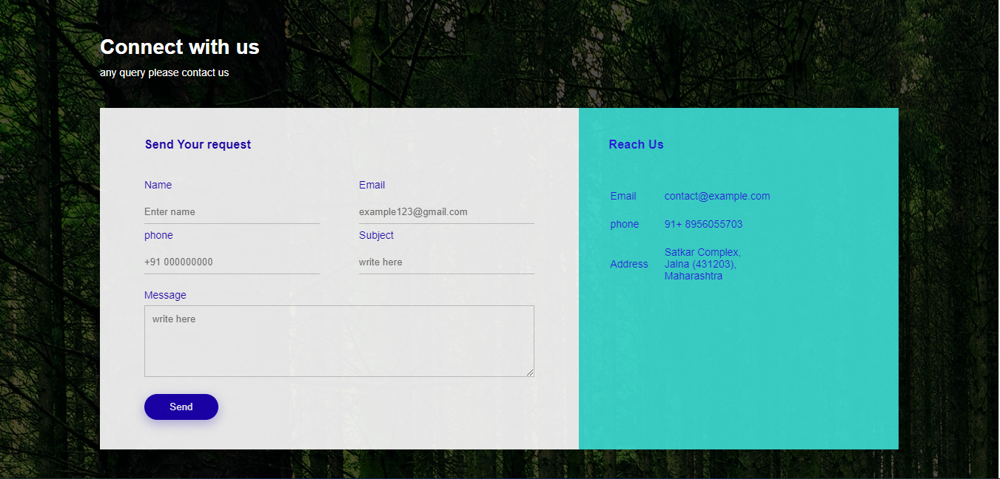 Connect with us
any query please contact us
Send Your request
Name
Email
Enter name
example123@gmail.com
phone
Subject
+91 000000000
write here
Message
write here
Send
Reach Us
Email
contact@example.com
phone
91+ 8956055703
Address
Satkar Complex,
Jalna (431203),
Maharashtra